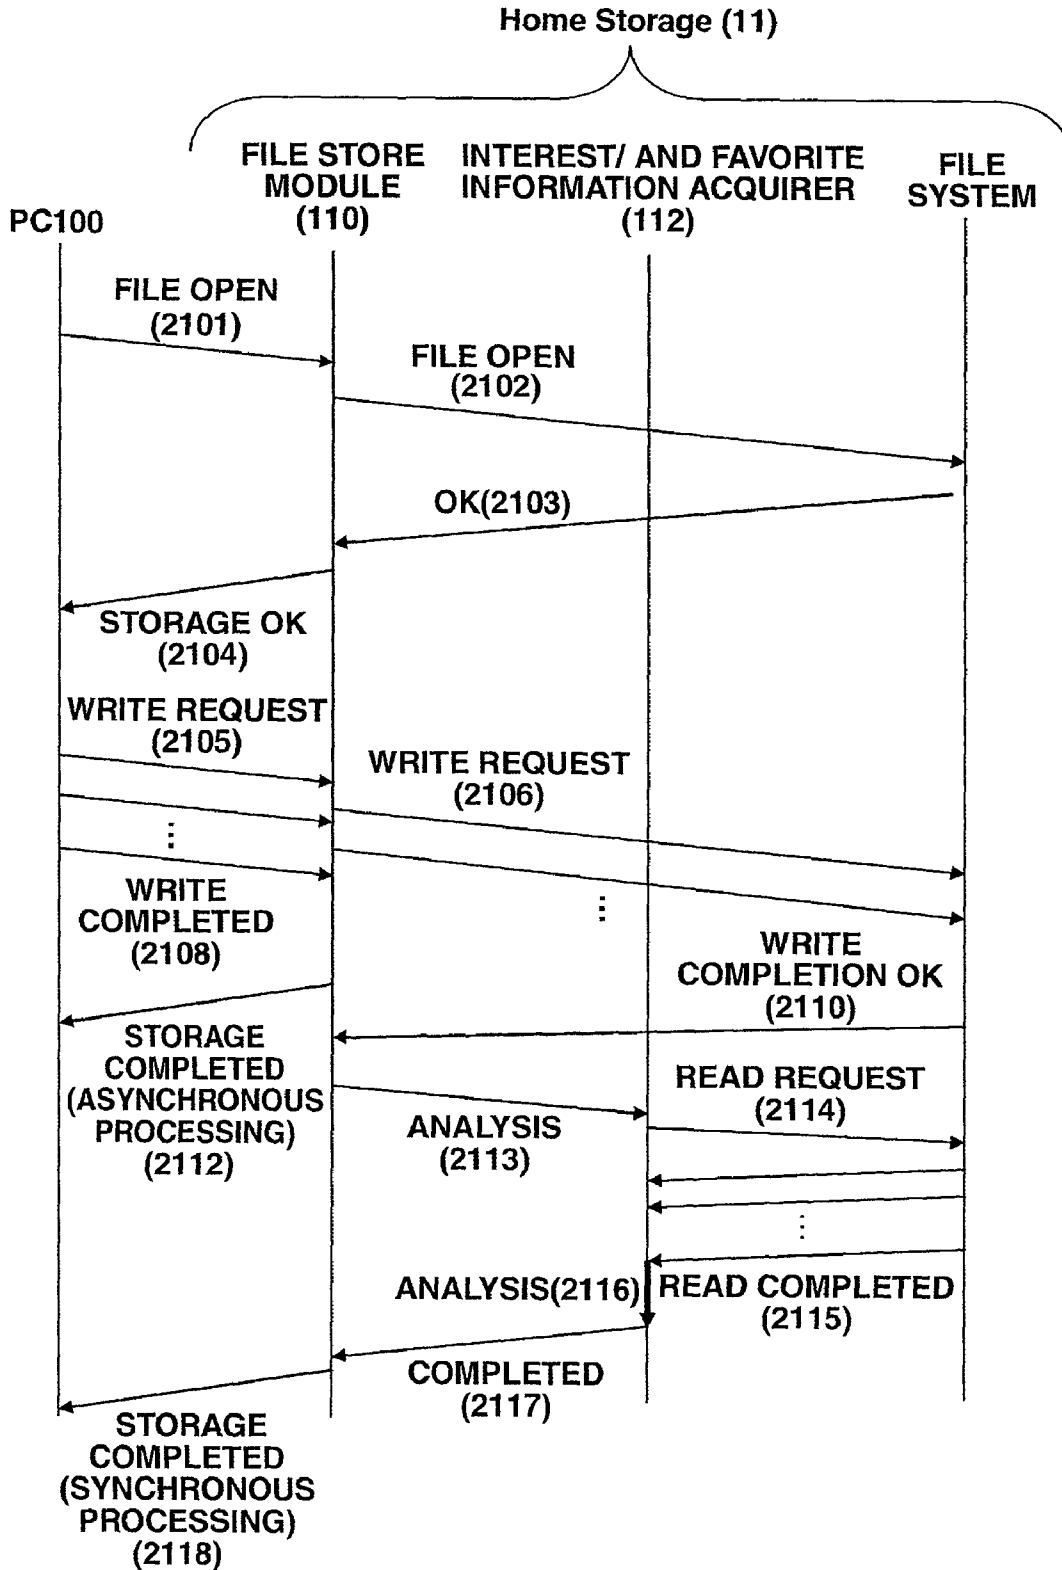 Home Storage (11)
FILE STORE
MODULE
(110)
INTEREST/ AND FAVORITE
INFORMATION ACQUIRER
(112)
FILE
SYSTEM
PC100
FILE OPEN
(2101)
FILE OPEN
(2102)
OK(2103)
STORAGE OK
(2104)
WRITE REQUEST
(2105)
WRITE REQUEST
(2106)
WRITE
COMPLETED
(2108)
WRITE
COMPLETION OK
(2110)
STORAGE
COMPLETED
(ASYNCHRONOUS
PROCESSING)
(2112)
ANALYSIS
(2113)
READ REQUEST
(2114)
ANALYSIS(2116)
READ COMPLETED
(2115)
COMPLETED
(2117)
STORAGE
COMPLETED
(SYNCHRONOUS
PROCESSING)
(2118)